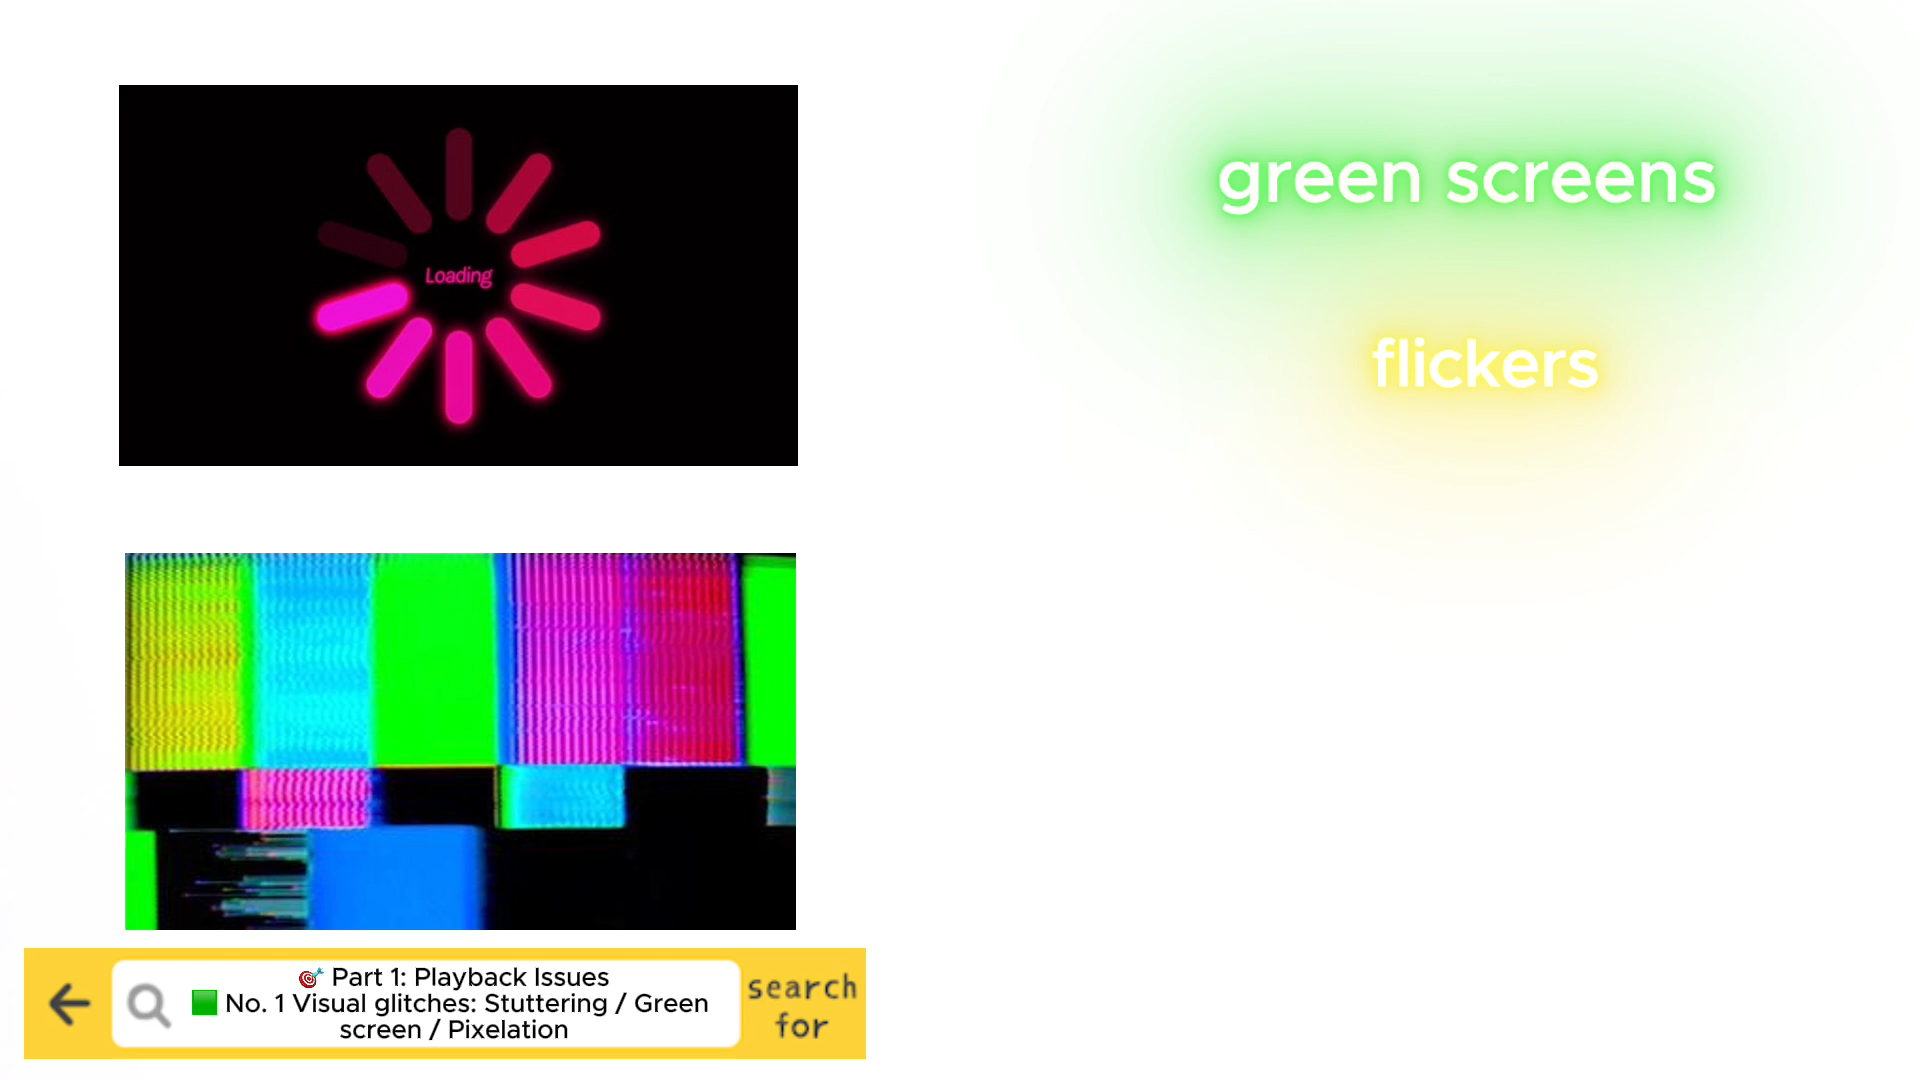 Loading
green screens
flickers
🎯 Part 1: Playback Issues
🟩 No. 1 Visual glitches: Stuttering / Green
screen / Pixelation
search
for